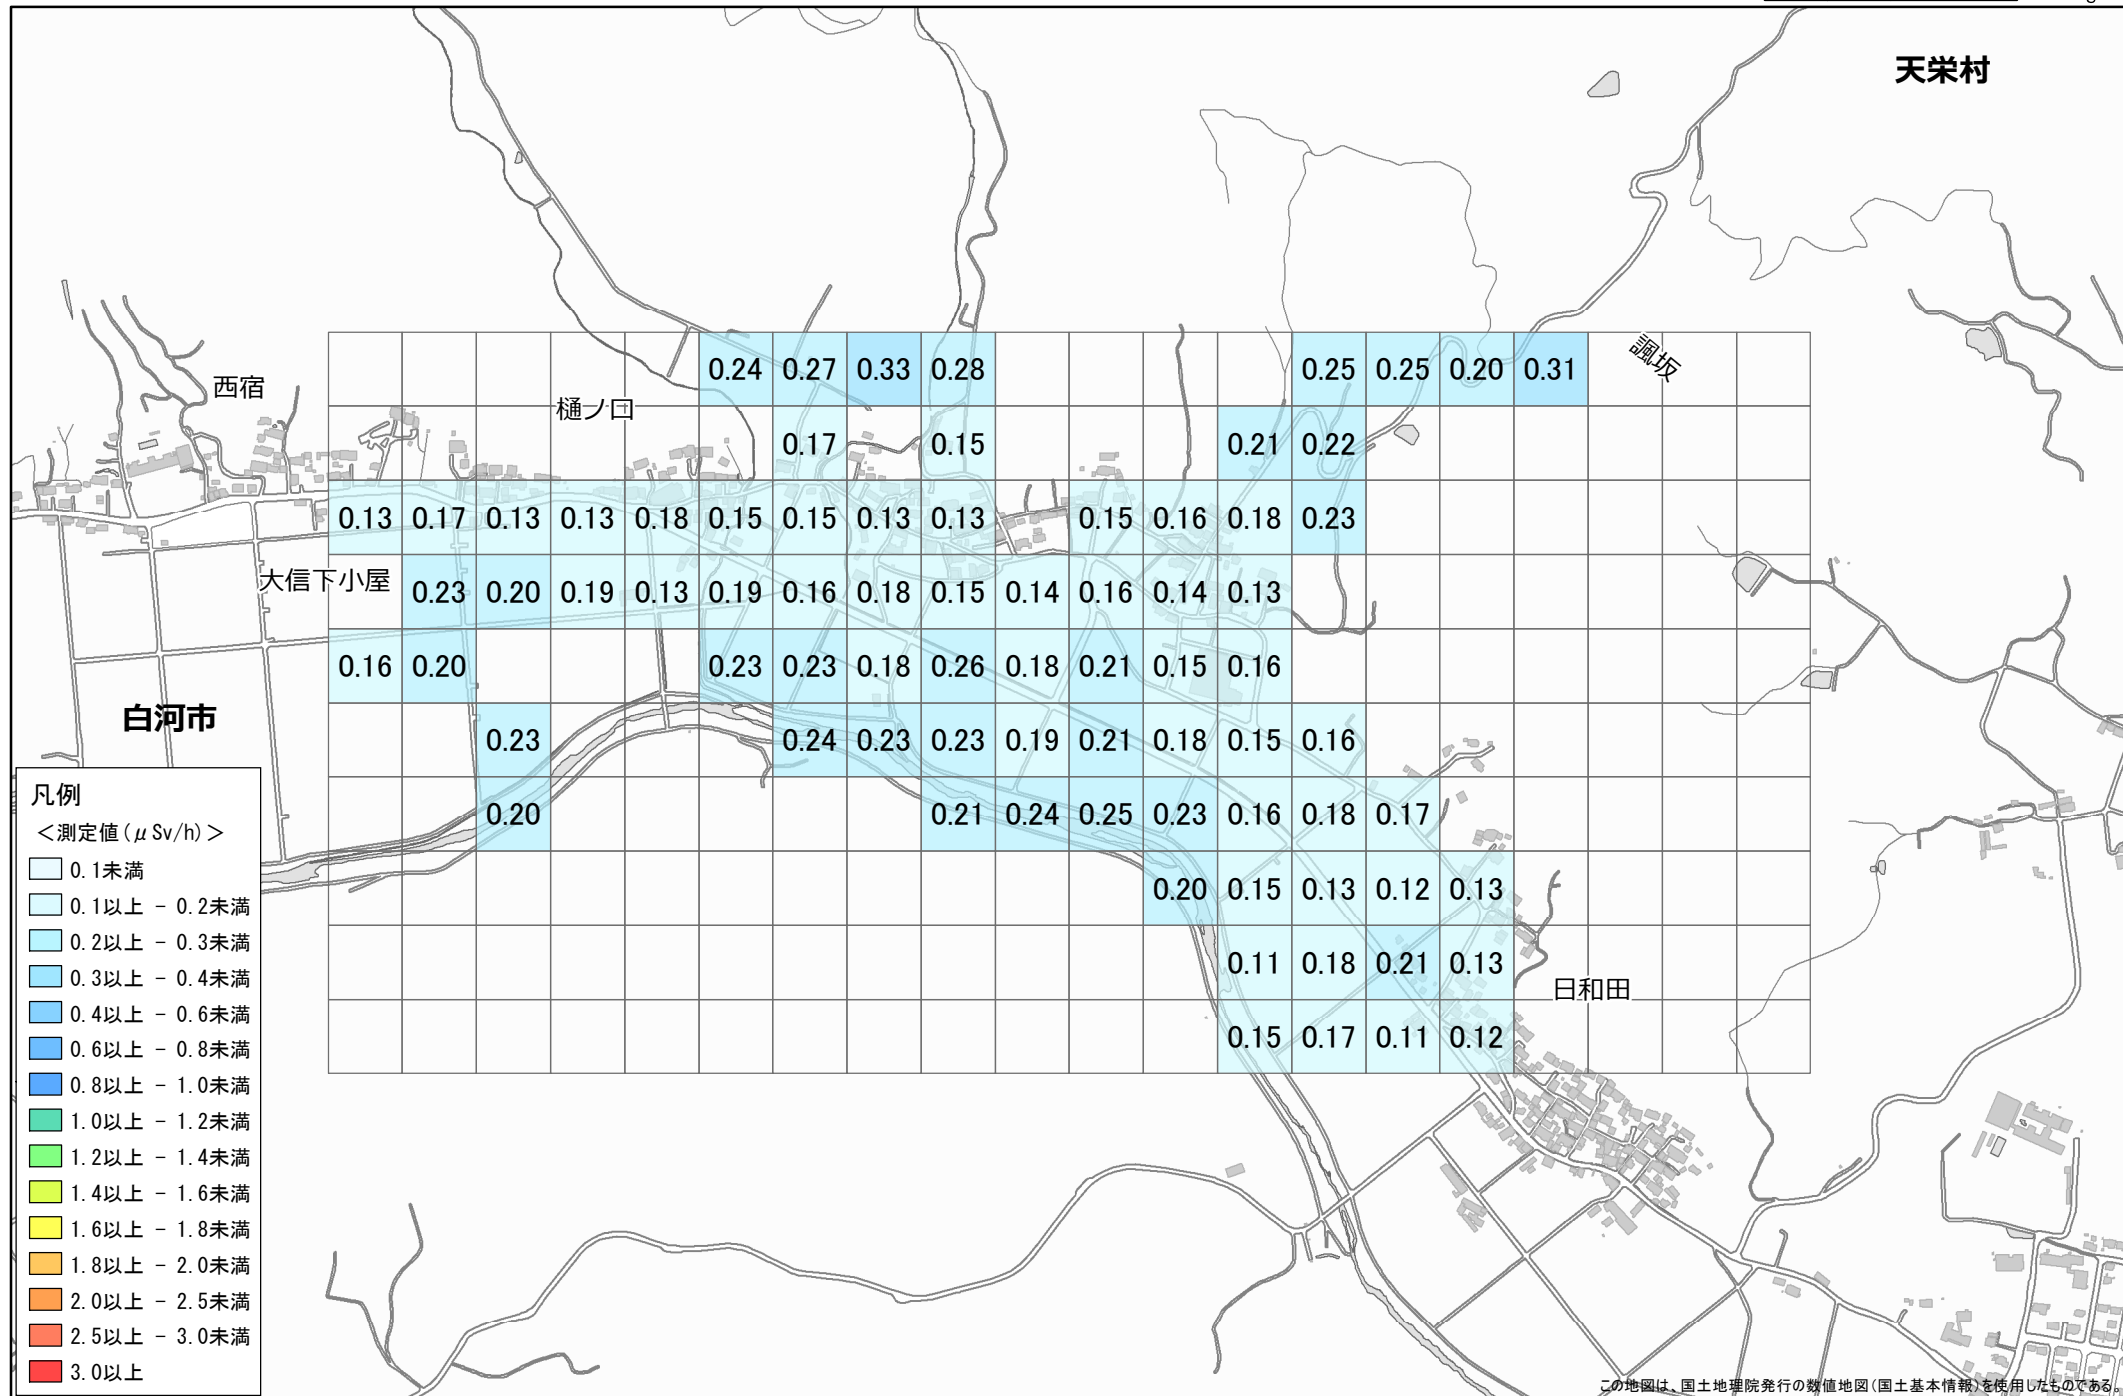 天栄村
諷坂
西宿
樋ノ口
0.24 0.27 0.33 0.28 0.25 0.25 0.20 0.31
0.17 0.15 0.21 0.22
0.13 0.17 0.13 0.13 0.18 0.15 0.15 0.13 0.13 0.15 0.16 0.18 0.23
大信下小屋
0.23 0.20 0.19 0.13 0.19 0.16 0.18 0.15 0.14 0.16 0.14 0.13
0.16 0.20 0.23 0.23 0.18 0.26 0.18 0.21 0.15 0.16
白河市
0.23 0.24 0.23 0.23 0.19 0.21 0.18 0.15 0.16
0.20 0.21 0.24 0.25 0.23 0.16 0.18 0.17
0.20 0.15 0.13 0.12 0.13
0.11 0.18 0.21 0.13
日和田
0.15 0.17 0.11 0.12
凡例
＜測定値(μSv/h)＞
0.1未満
0.1以上 − 0.2未満
0.2以上 − 0.3未満
0.3以上 − 0.4未満
0.4以上 − 0.6未満
0.6以上 − 0.8未満
0.8以上 − 1.0未満
1.0以上 − 1.2未満
1.2以上 − 1.4未満
1.4以上 − 1.6未満
1.6以上 − 1.8未満
1.8以上 − 2.0未満
2.0以上 − 2.5未満
2.5以上 − 3.0未満
3.0以上
この地図は、国土地理院発行の数値地図(国土基本情報)を使用したものである